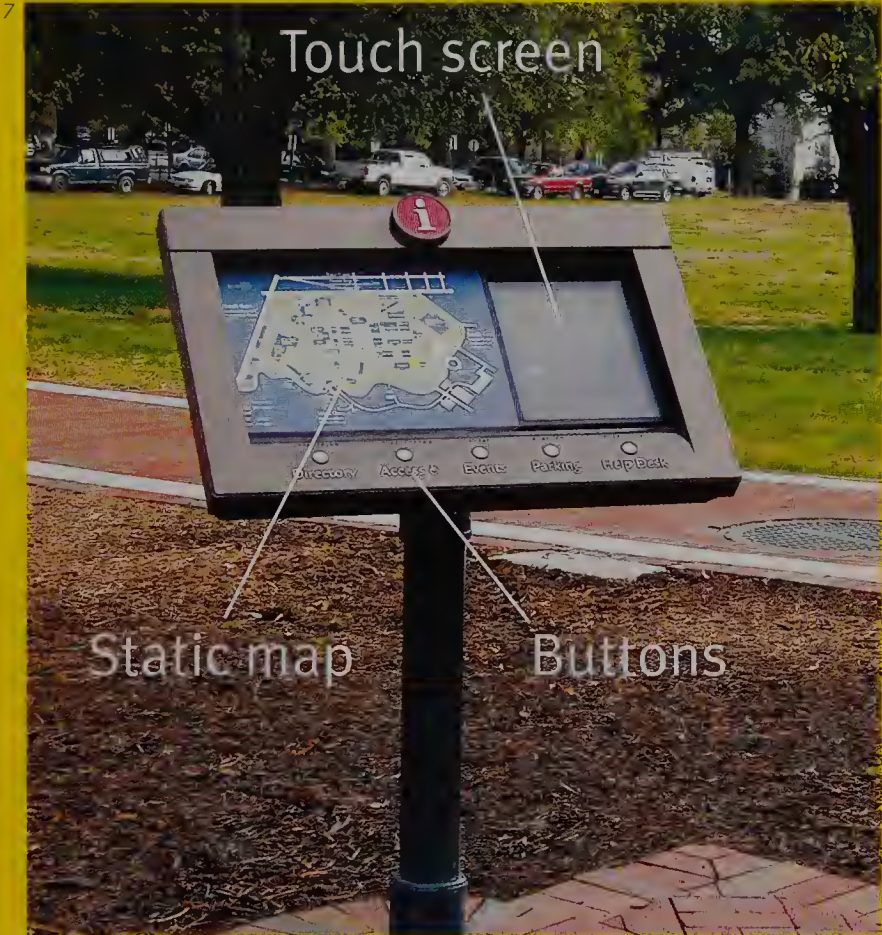 7
Touch screen
i
Directory
Access
Events
Parking
Help Desk
Static map
Buttons